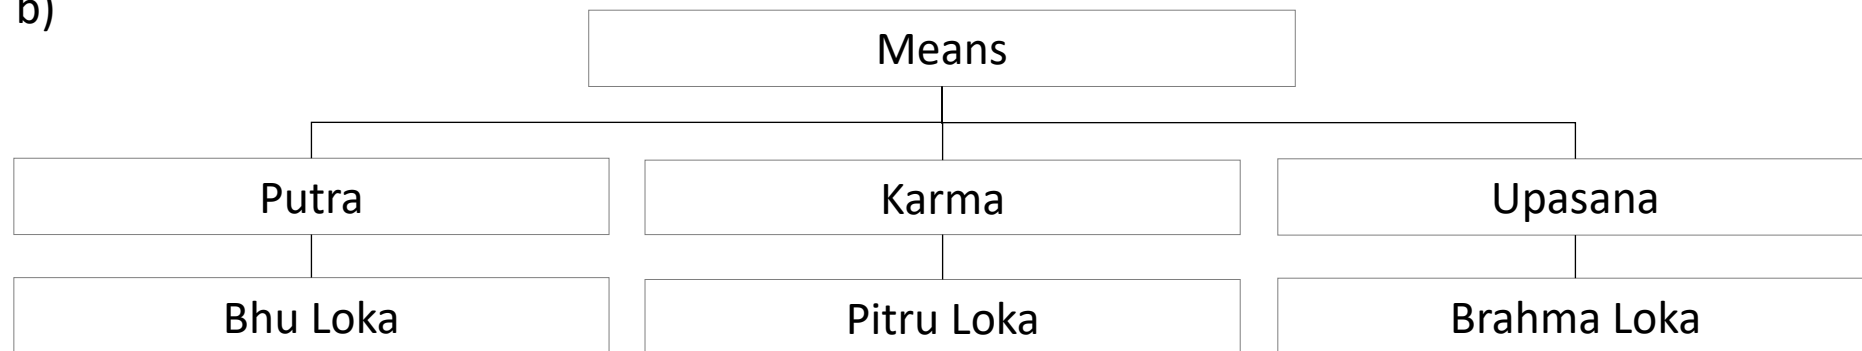 b)
Means
Putra
Karma
Upasana
Bhu Loka
Pitru Loka
Brahma Loka